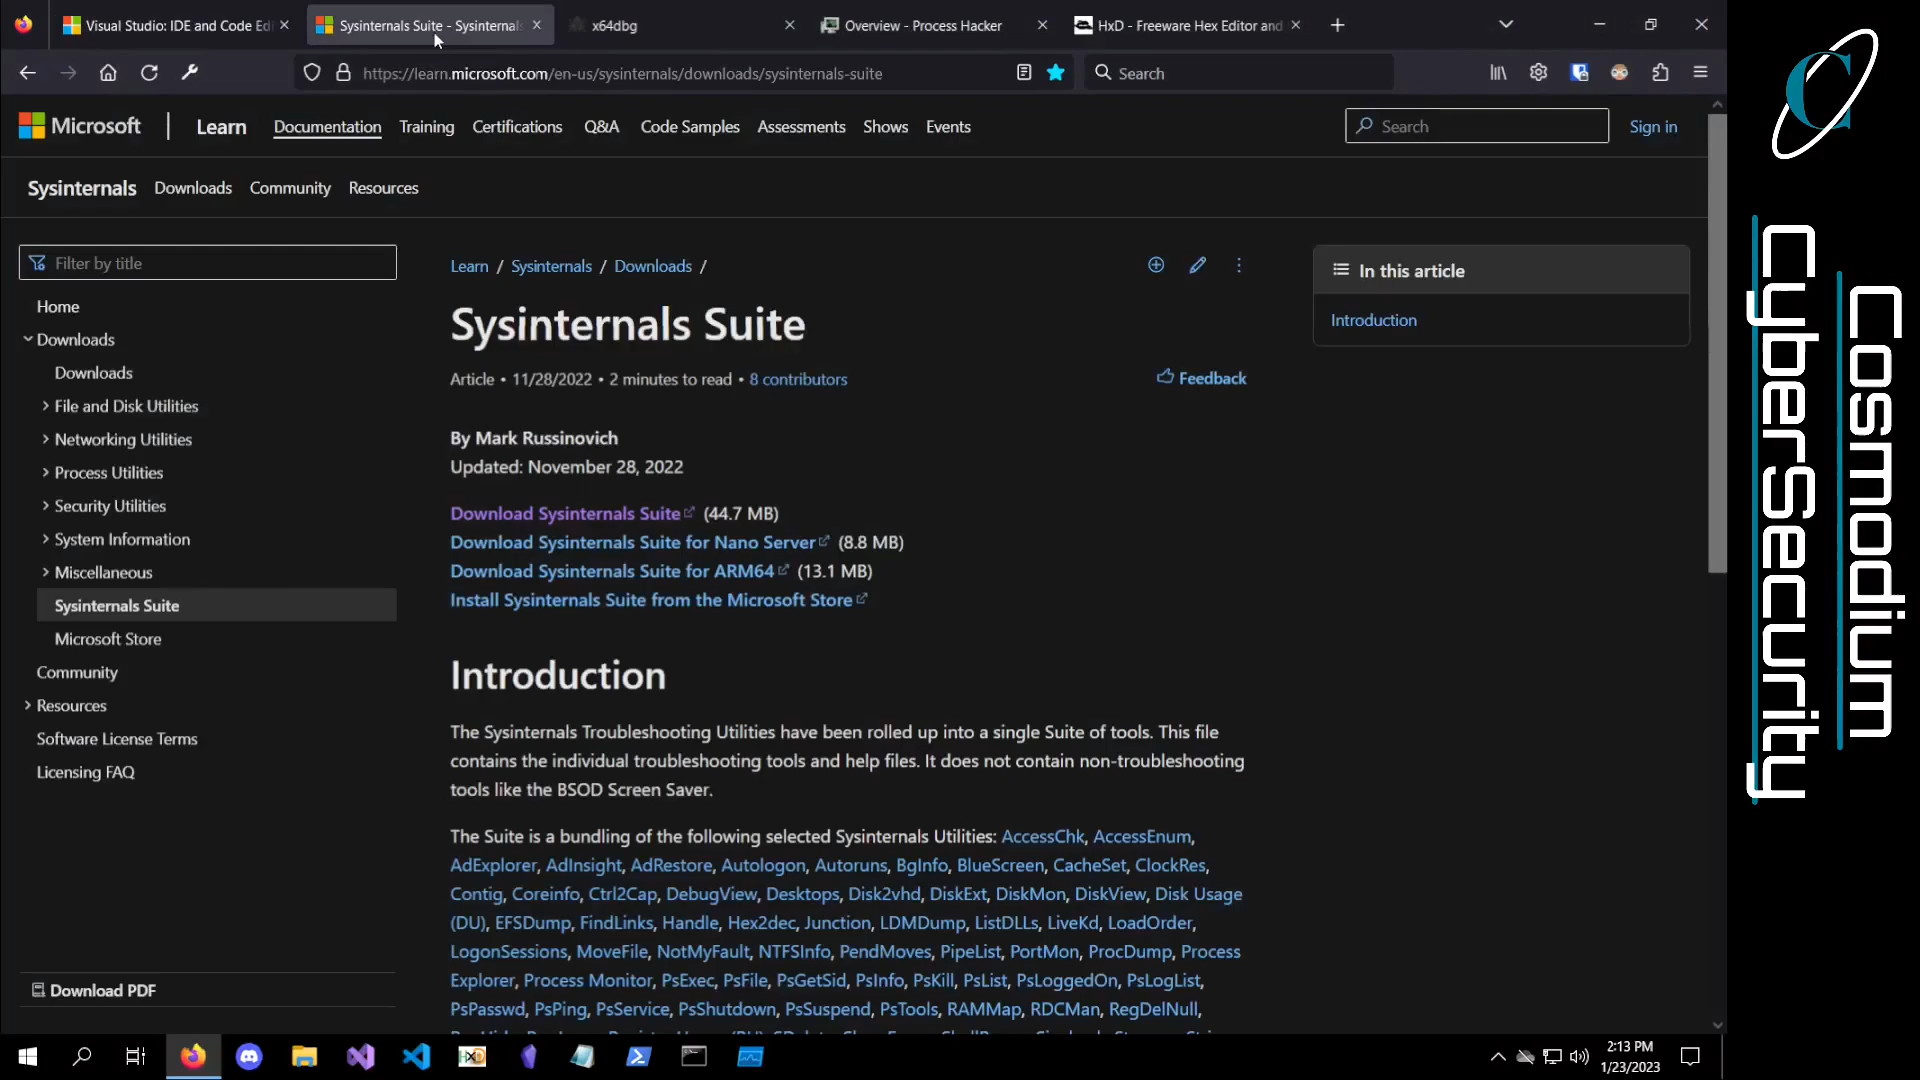 Visual Studio: IDE and Code Edi
Sysinternals Suite - Sysinternals
x64dbg
Overview - Process Hacker
HxD - Freeware Hex Editor and
https://learn.microsoft.com/en-us/sysinternals/downloads/sysinternals-suite
Search
Microsoft
Learn
Documentation
Training
Certifications
Q&A
Code Samples
Assessments
Shows
Events
Search
Sign in
Sysinternals
Downloads
Community
Resources
Filter by title
Home
Downloads
Downloads
File and Disk Utilities
Networking Utilities
Process Utilities
Security Utilities
System Information
Miscellaneous
Sysinternals Suite
Microsoft Store
Community
Resources
Software License Terms
Licensing FAQ
Download PDF
Learn / Sysinternals / Downloads /
Sysinternals Suite
Article • 11/28/2022 • 2 minutes to read • 8 contributors
Feedback
By Mark Russinovich
Updated: November 28, 2022
Download Sysinternals Suite (44.7 MB)
Download Sysinternals Suite for Nano Server (8.8 MB)
Download Sysinternals Suite for ARM64 (13.1 MB)
Install Sysinternals Suite from the Microsoft Store
Introduction
The Sysinternals Troubleshooting Utilities have been rolled up into a single Suite of tools. This file
contains the individual troubleshooting tools and help files. It does not contain non-troubleshooting
tools like the BSOD Screen Saver.
The Suite is a bundling of the following selected Sysinternals Utilities: AccessChk, AccessEnum,
AdExplorer, AdInsight, AdRestore, Autologon, Autoruns, BgInfo, BlueScreen, CacheSet, ClockRes,
Contig, Coreinfo, Ctrl2Cap, DebugView, Desktops, Disk2vhd, DiskExt, DiskMon, DiskView, Disk Usage
(DU), EFSDump, FindLinks, Handle, Hex2dec, Junction, LDMDump, ListDLLs, LiveKd, LoadOrder,
LogonSessions, MoveFile, NotMyFault, NTFSInfo, PendMoves, PipeList, PortMon, ProcDump, Process
Explorer, Process Monitor, PsExec, PsFile, PsGetSid, PsInfo, PsKill, PsList, PsLoggedOn, PsLogList,
PsPasswd, PsPing, PsService, PsShutdown, PsSuspend, PsTools, RAMMap, RDCMan, RegDelNull,
In this article
Introduction
2:13 PM
1/23/2023
Cosmodium
CyberSecurity